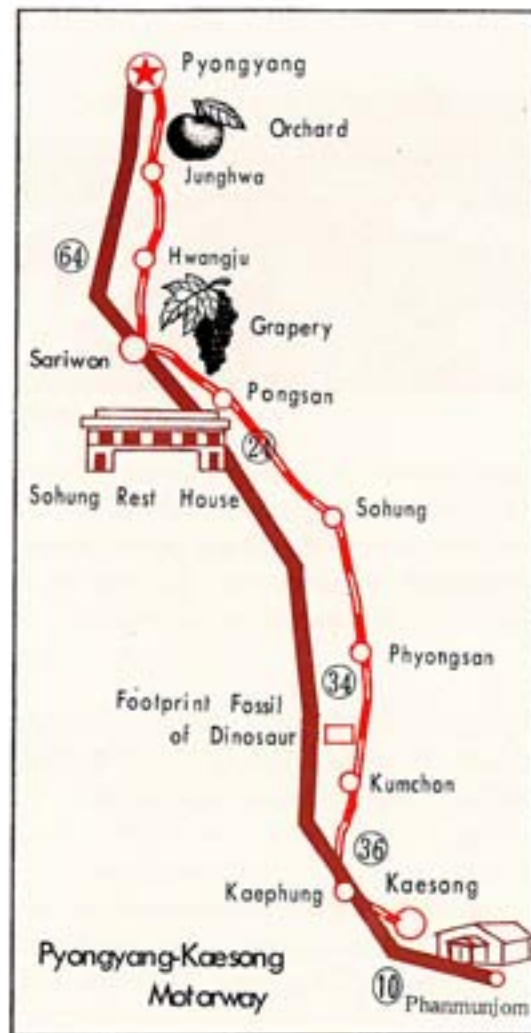 Pyongyang
Orchard
Junghwa
64
Hwangju
Grapery
Sariwon
Pongsan
Sohung Rest House
Sohung
Phyongsan
34
Footprint Fossil
of Dinosaur
Kumchon
36
Kaephung
Kaesong
Pyongyang-Kaesong
Motorway
10
Phanmunjom